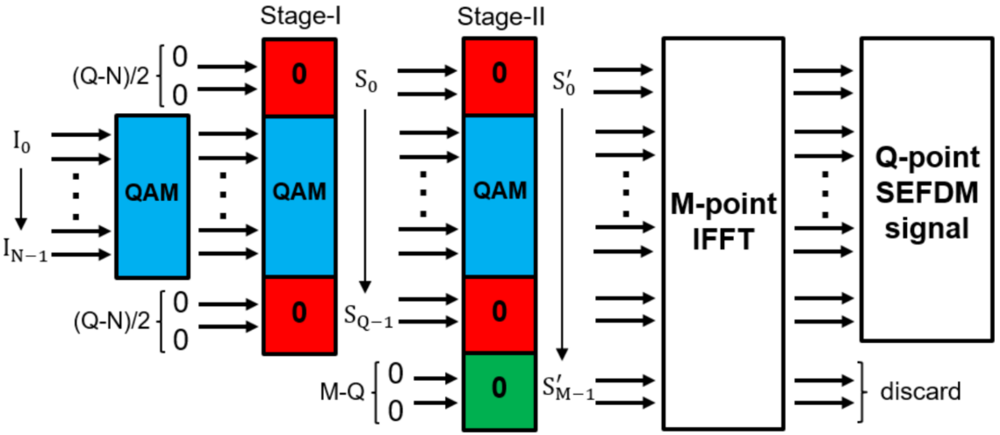 Stage-I
Stage-II
(Q-N)/2
0
0
0
0
S₀
S′₀
I₀
QAM
QAM
QAM
M-point
IFFT
Q-point
SEFDM
signal
I_{N−1}
(Q-N)/2
0
0
0
0
S_{Q−1}
M-Q
0
0
0
S′_{M−1}
discard